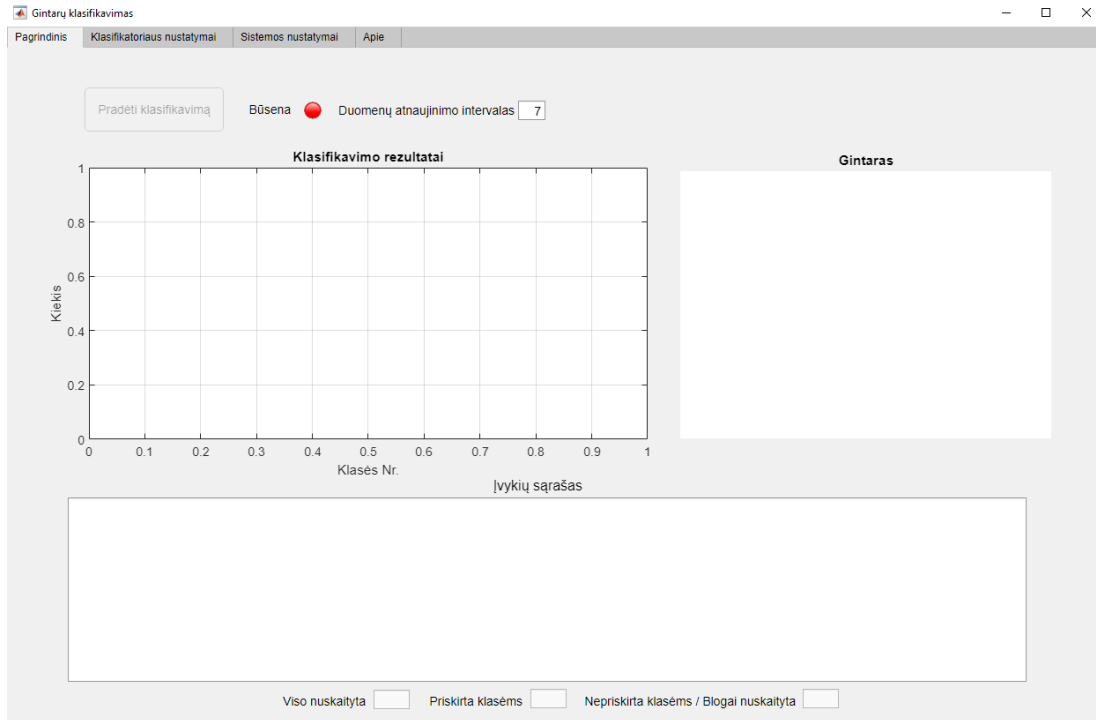 Gintarų klasifikavimas
Pagrindinis Klasifikatoriaus nustatymai Sistemos nustatymai Apie
Pradėti klasifikavimą Būsena Duomenų atnaujinimo intervalas 7
Klasifikavimo rezultatai
Gintaras
1
0.8
0.6
0.4
0.2
0
Kiekis
0 0.1 0.2 0.3 0.4 0.5 0.6 0.7 0.8 0.9 1
Klasės Nr.
Įvykių sąrašas
Viso nuskaityta Priskirta klasėms Nepriskirta klasėms / Blogai nuskaityta